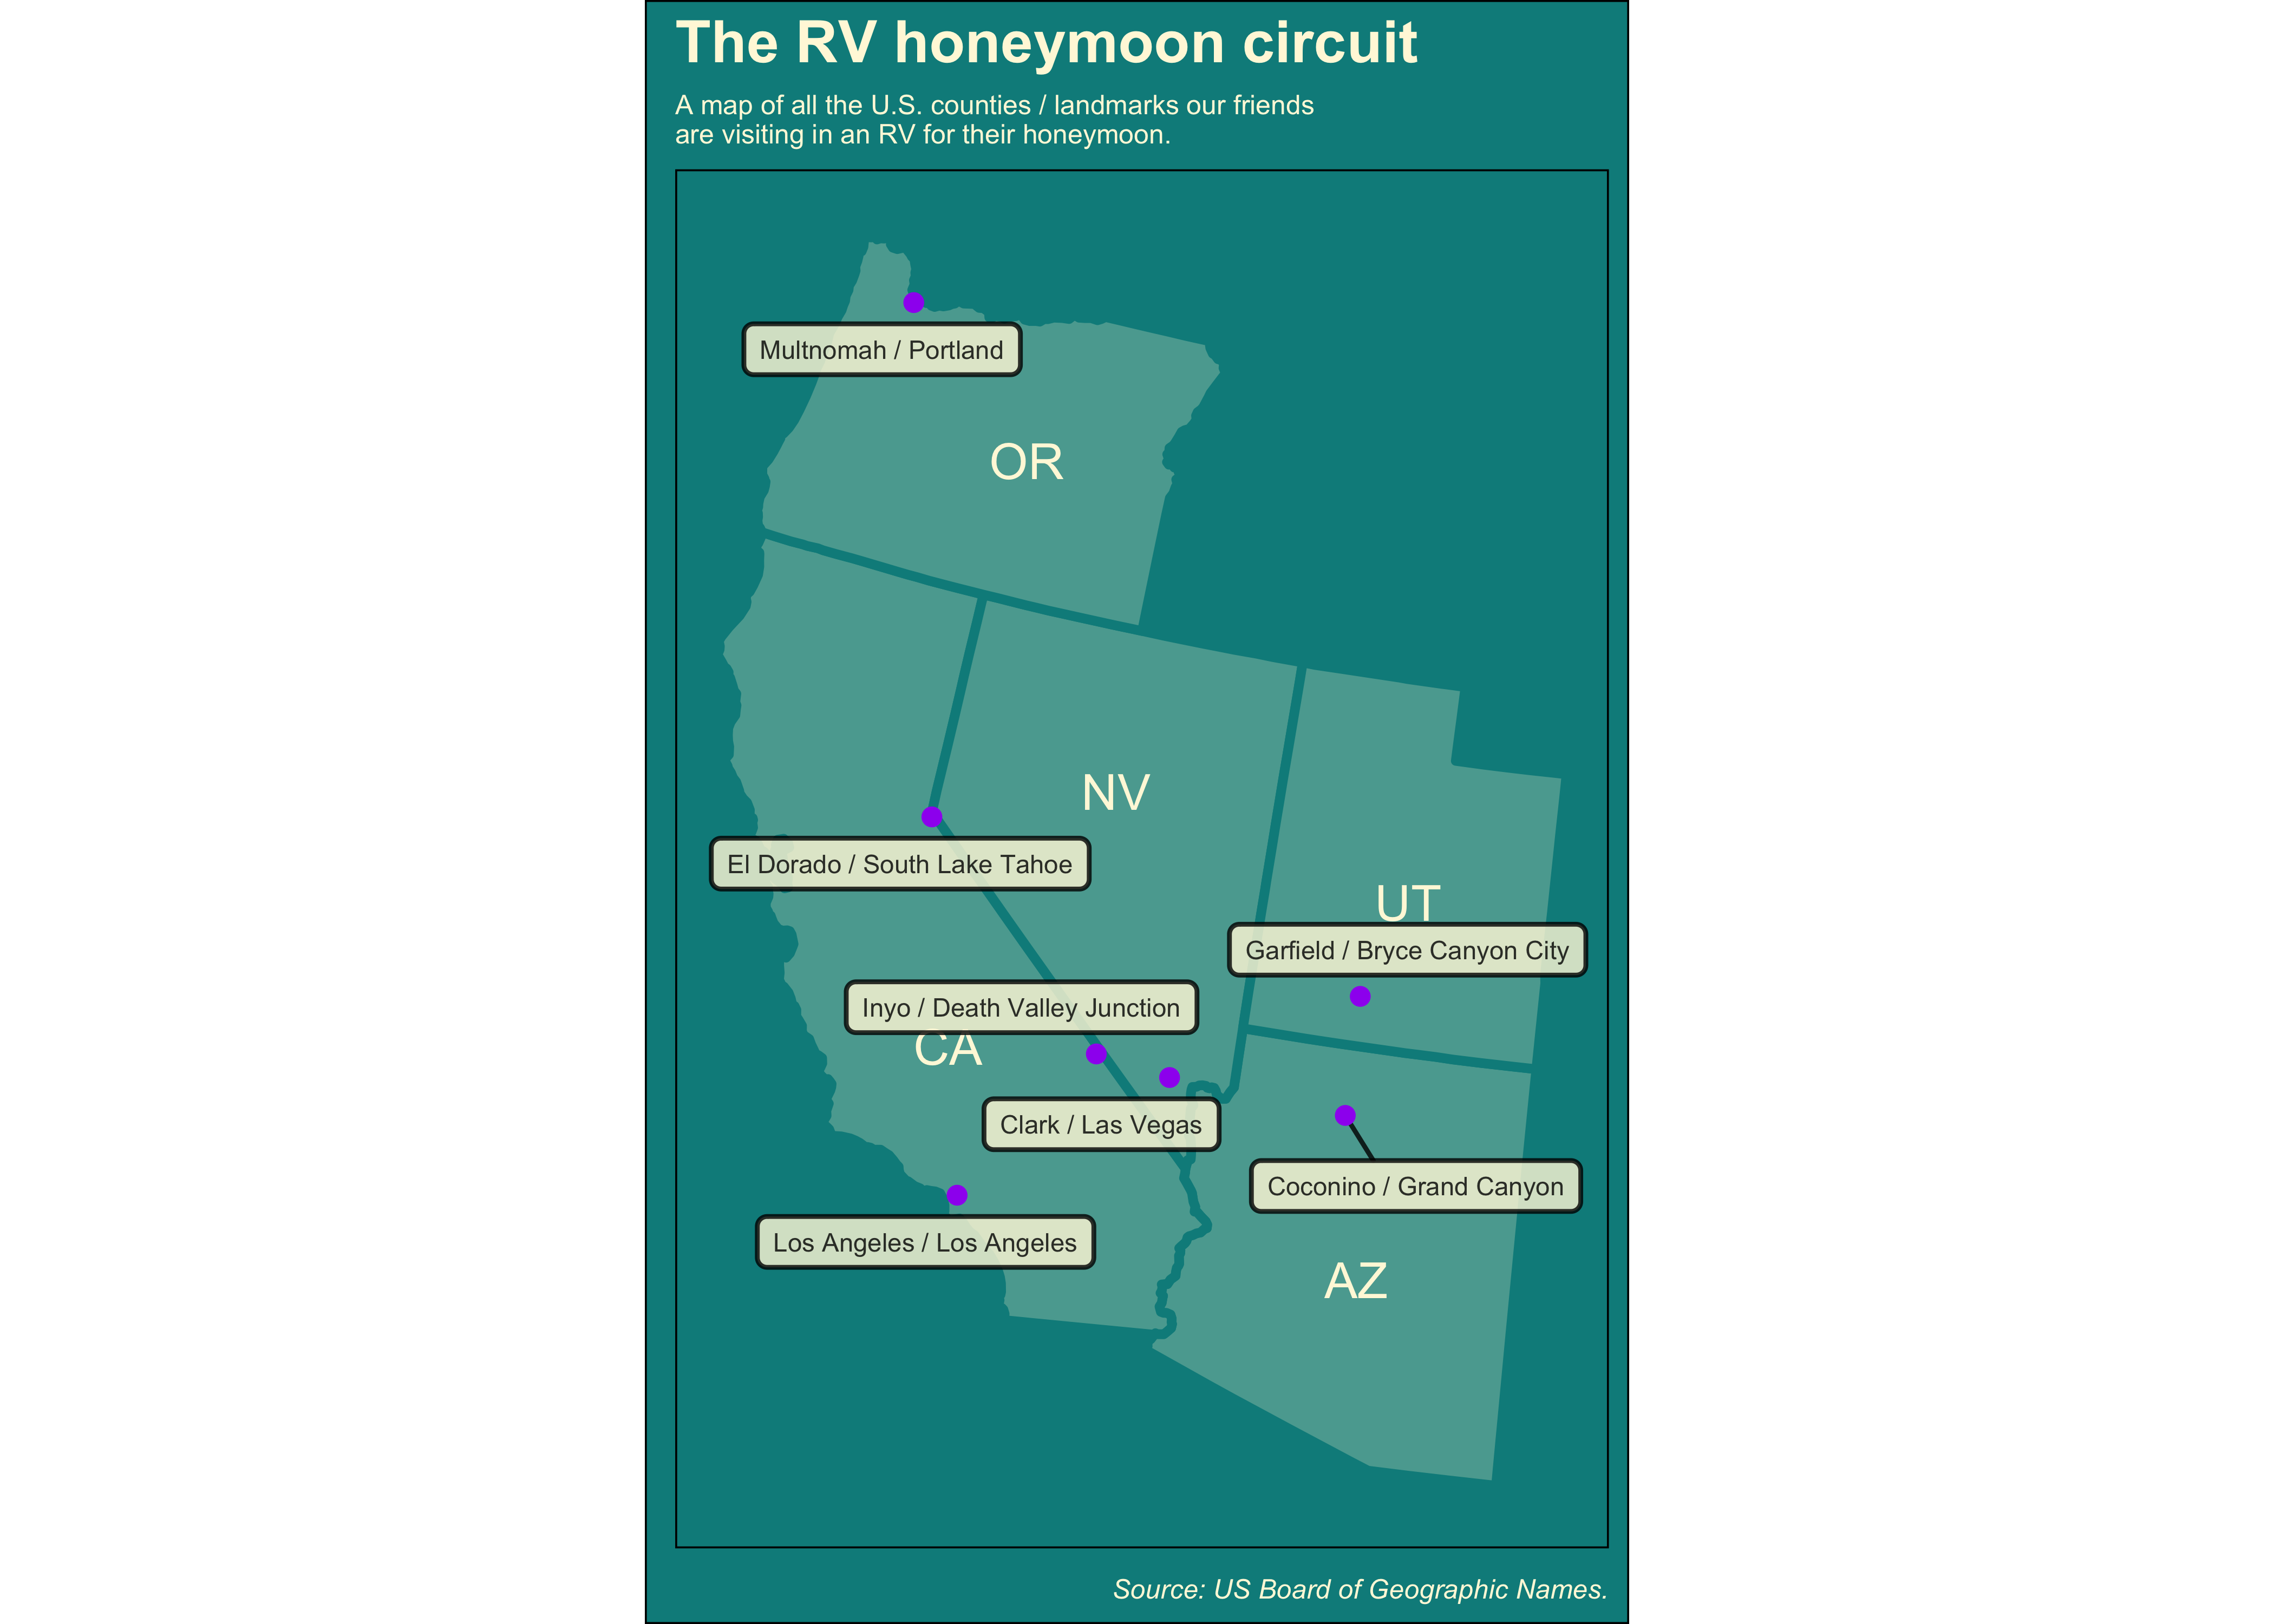 The RV honeymoon circuit
A map of all the U.S. counties / landmarks our friends
are visiting in an RV for their honeymoon.
Multnomah / Portland
OR
NV
El Dorado / South Lake Tahoe
UT
Garfield / Bryce Canyon City
Inyo / Death Valley Junction
CA
Clark / Las Vegas
Coconino / Grand Canyon
Los Angeles / Los Angeles
AZ
Source: US Board of Geographic Names.